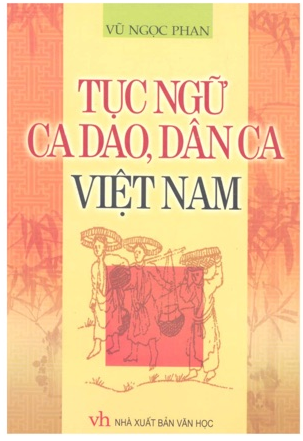 VŨ NGỌC PHAN
TỤC NGỮ
CA DAO, DÂN CA
VIỆT NAM
vh NHÀ XUẤT BẢN VĂN HỌC